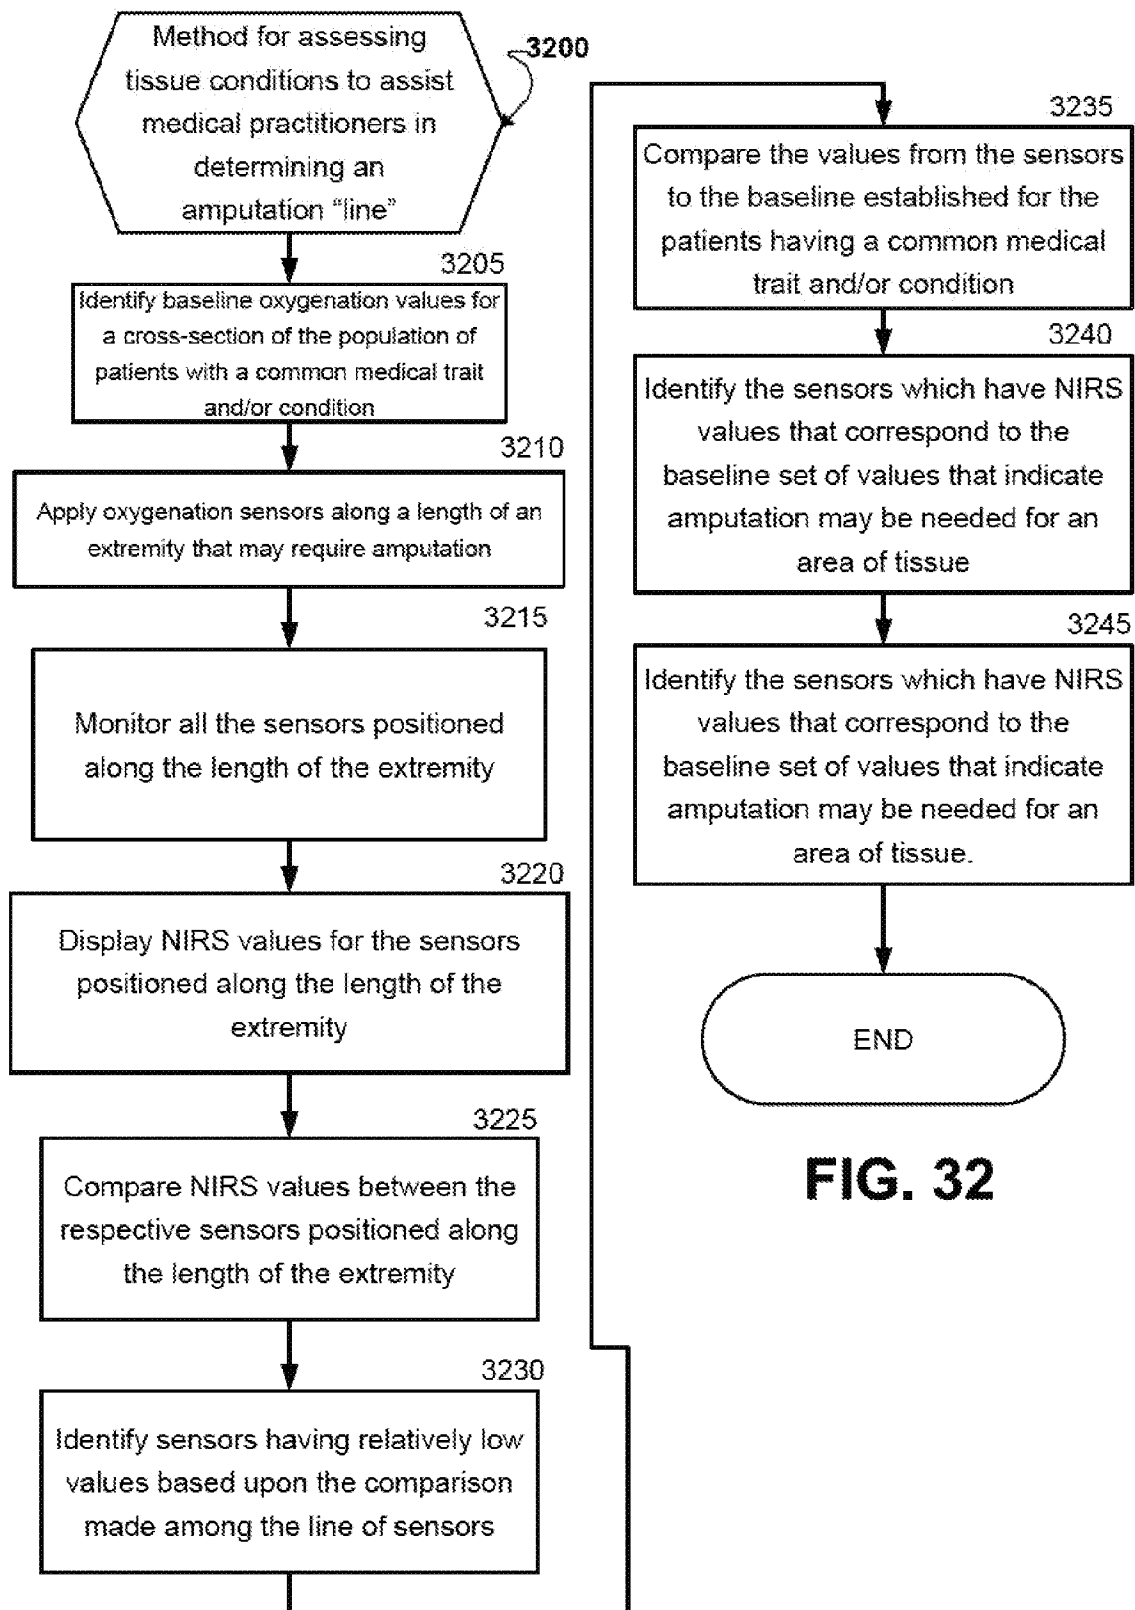 Method for assessing
tissue conditions to assist
medical practitioners in
determining an
amputation “line”
3200
3205
Identify baseline oxygenation values for
a cross-section of the population of
patients with a common medical trait
and/or condition
3210
Apply oxygenation sensors along a length of an
extremity that may require amputation
3215
Monitor all the sensors positioned
along the length of the extremity
3220
Display NIRS values for the sensors
positioned along the length of the
extremity
3225
Compare NIRS values between the
respective sensors positioned along
the length of the extremity
3230
Identify sensors having relatively low
values based upon the comparison
made among the line of sensors
3235
Compare the values from the sensors
to the baseline established for the
patients having a common medical
trait and/or condition
3240
Identify the sensors which have NIRS
values that correspond to the
baseline set of values that indicate
amputation may be needed for an
area of tissue
3245
Identify the sensors which have NIRS
values that correspond to the
baseline set of values that indicate
amputation may be needed for an
area of tissue.
END
FIG. 32